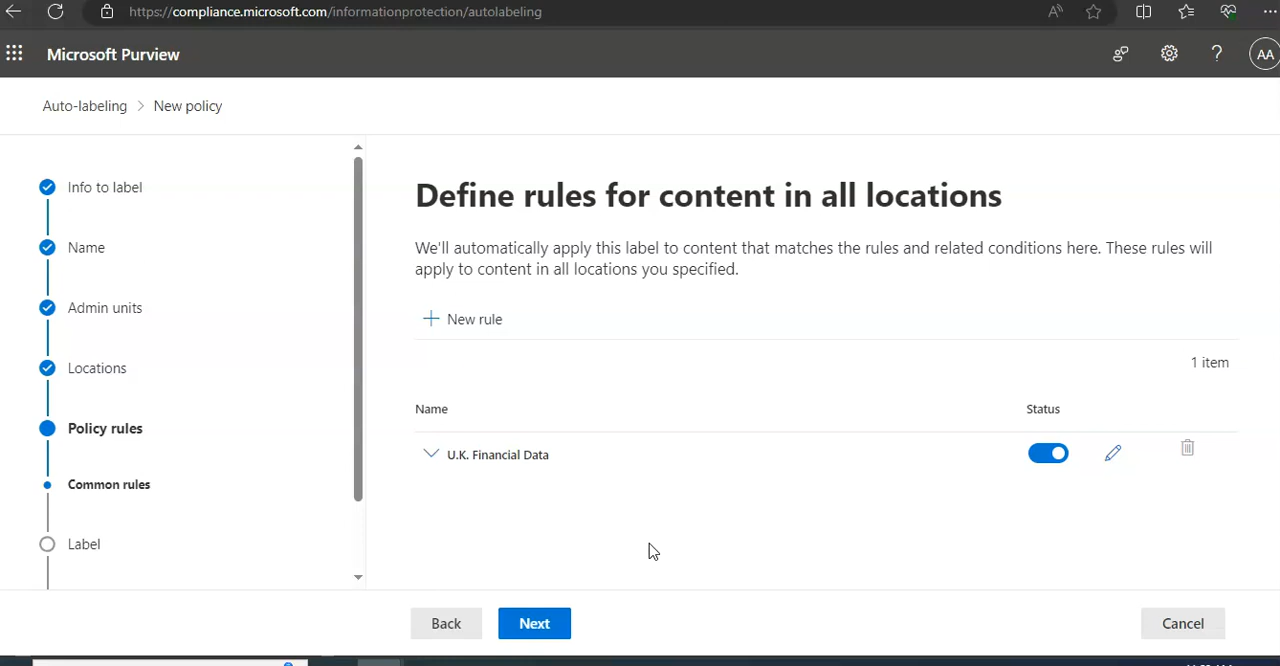 https://compliance.microsoft.com/informationprotection/autolabeling
Microsoft Purview
AA
Auto-labeling > New policy
Info to label
Name
Admin units
Locations
Policy rules
Common rules
Label
Define rules for content in all locations
We'll automatically apply this label to content that matches the rules and related conditions here. These rules will
apply to content in all locations you specified.
New rule
1 item
Name Status
U.K. Financial Data
Back Next Cancel